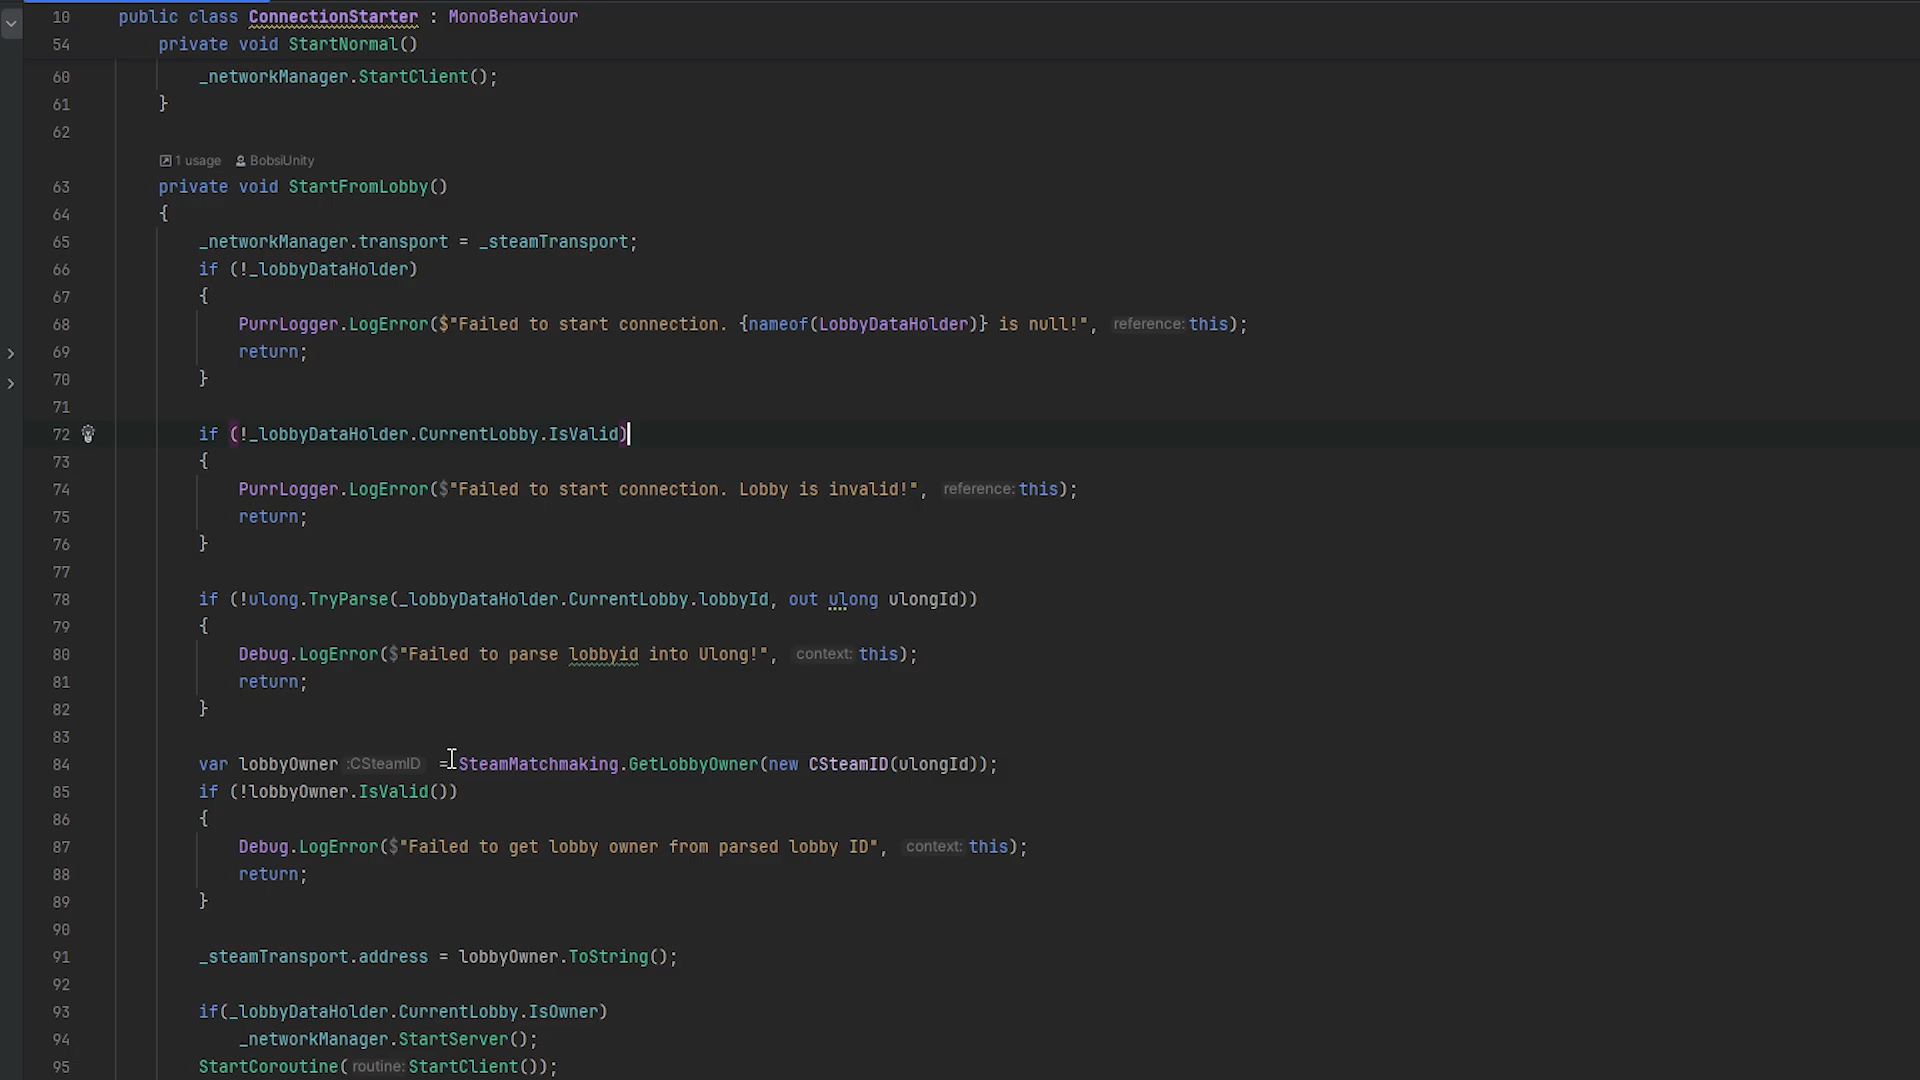 10 public class ConnectionStarter : MonoBehaviour
54 private void StartNormal()
60 _networkManager.StartClient();
61 }
62
1 usage BobsiUnity
63 private void StartFromLobby()
64 {
65 _networkManager.transport = _steamTransport;
66 if (!_lobbyDataHolder)
67 {
68 PurrLogger.LogError($"Failed to start connection. {nameof(LobbyDataHolder)} is null!", reference: this);
69 return;
70 }
71
72 if (!_lobbyDataHolder.CurrentLobby.IsValid)
73 {
74 PurrLogger.LogError($"Failed to start connection. Lobby is invalid!", reference: this);
75 return;
76 }
77
78 if (!ulong.TryParse(_lobbyDataHolder.CurrentLobby.lobbyId, out ulong ulongId))
79 {
80 Debug.LogError($"Failed to parse lobbyid into Ulong!", context: this);
81 return;
82 }
83
84 var lobbyOwner :CSteamID = SteamMatchmaking.GetLobbyOwner(new CSteamID(ulongId));
85 if (!lobbyOwner.IsValid())
86 {
87 Debug.LogError($"Failed to get lobby owner from parsed lobby ID", context: this);
88 return;
89 }
90
91 _steamTransport.address = lobbyOwner.ToString();
92
93 if(_lobbyDataHolder.CurrentLobby.IsOwner)
94 _networkManager.StartServer();
95 StartCoroutine( routine: StartClient());